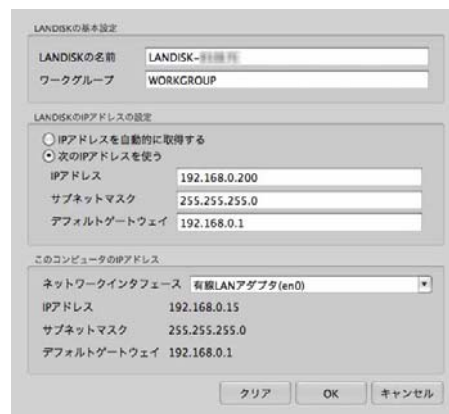 LANDISKの基本設定
LANDISKの名前 LANDISK-
ワークグループ WORKGROUP
LANDISKのIPアドレスの設定
IPアドレスを自動的に取得する
次のIPアドレスを使う
IPアドレス 192.168.0.200
サブネットマスク 255.255.255.0
デフォルトゲートウェイ 192.168.0.1
このコンピュータのIPアドレス
ネットワークインタフェース 有線LANアダプタ(en0)
IPアドレス 192.168.0.15
サブネットマスク 255.255.255.0
デフォルトゲートウェイ 192.168.0.1
クリア OK キャンセル